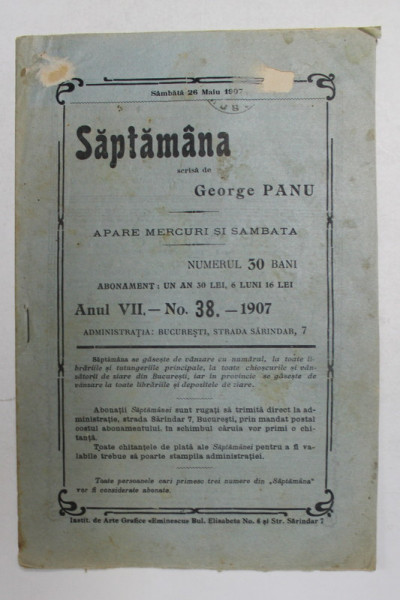 Sâmbătă 26 Maiu 1907
Săptămâna
scrisă de
George PANU
APARE MERCURI ȘI SAMBATA
NUMERUL 30 BANI
ABONAMENT: UN AN 30 LEI, 6 LUNI 16 LEI
Anul VII.—No. 38.—1907
ADMINISTRAȚIA: BUCUREȘTI, STRADA SĂRINDAR, 7
Săptămâna se găsește de vânzare cu numărul, la toate li-
brăriile și tutungeriile principale, la toate chioșcurile si vân-
zătorii de ziare din București, iar în provincie se găsește de
vânzare la toate librăriile și depositele de ziare.
Abonații Săptămânei sunt rugați să trimită direct la ad-
ministrație, strada Sărindar 7, București, prin mandat poștal
costul abonamentului. în schimbul căruia vor primi o chi-
tanță.
Toate chitanțele de plată ale Săptămânei pentru a fi va-
labile trebue să poarte stampila administrației.
Toate persoanele cari primesc trei numere din „Săptămâna"
vor fi considerate abonate.
Instit. de Arte Grafice «Eminescu» Bul. Elisabeta No. 6 și Str. Sărindar 7